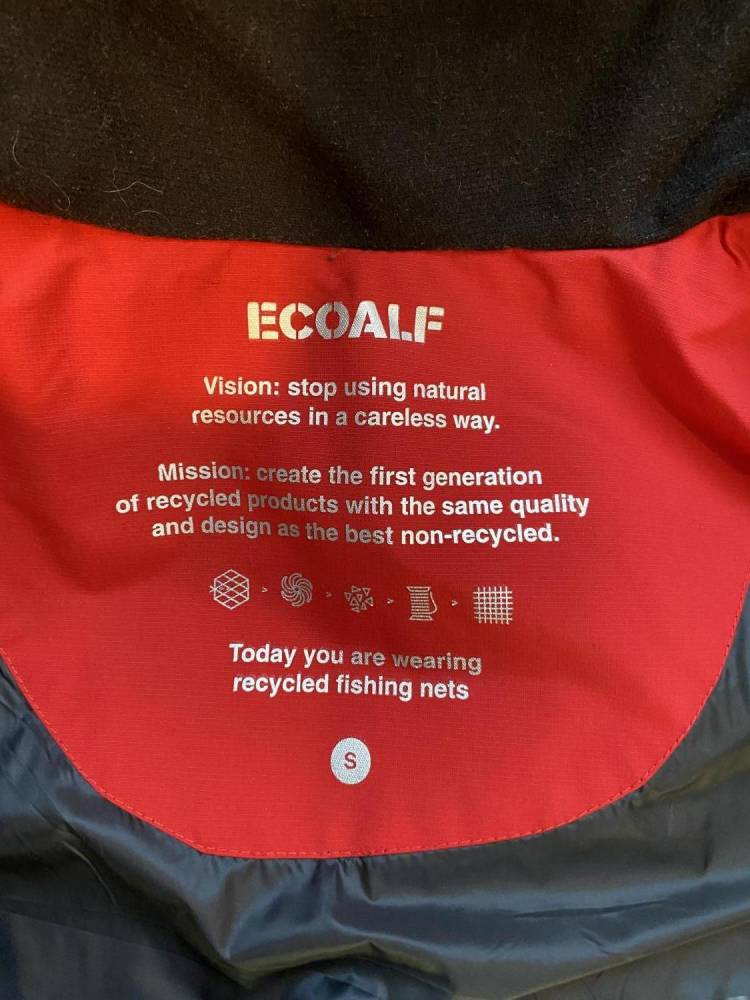 ECOALF
Vision: stop using natural
resources in a careless way.
Mission: create the first generation
of recycled products with the same quality
and design as the best non-recycled.
> > > >
Today you are wearing
recycled fishing nets
S